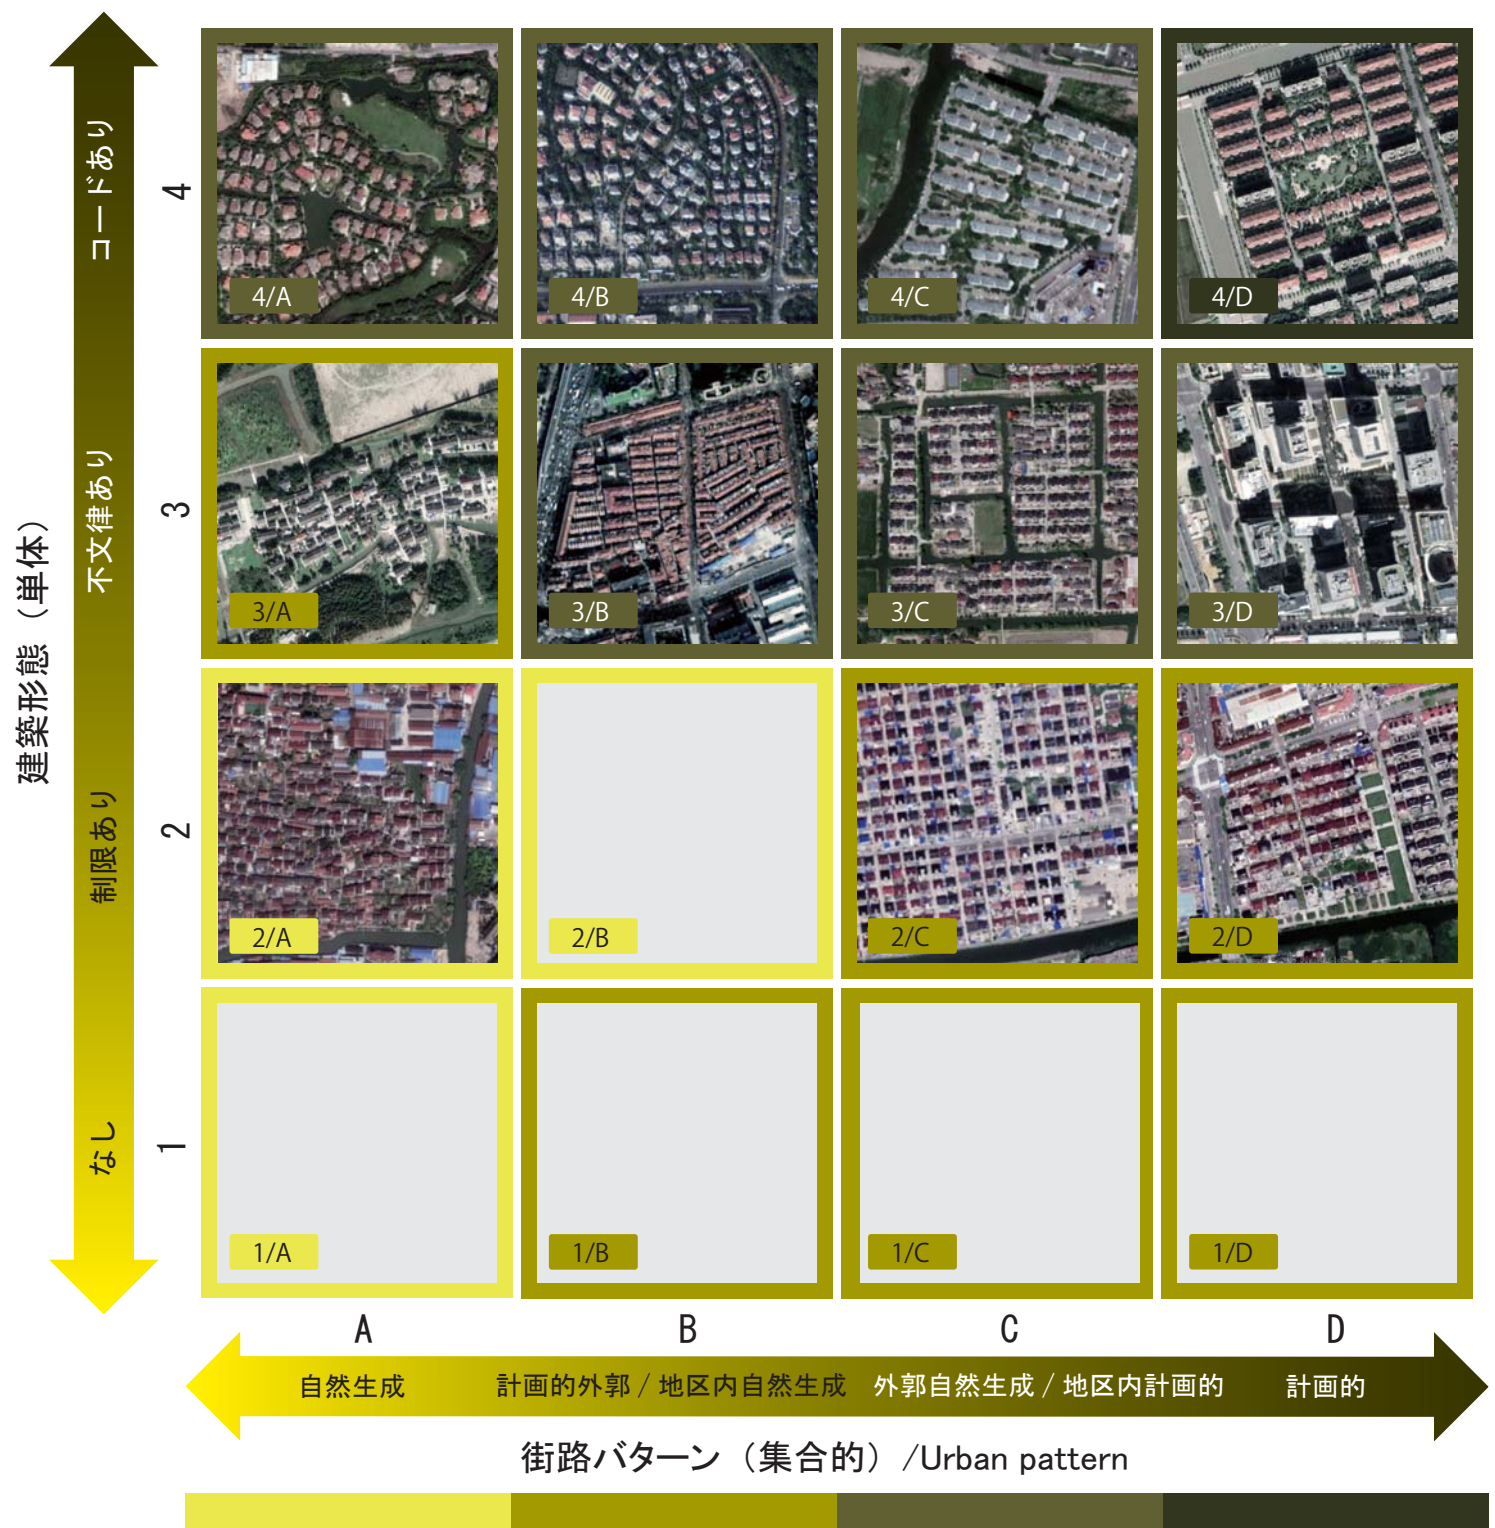 建築形態（単体）
コードあり
不文律あり
制限あり
なし
4
3
2
1
4/A
4/B
4/C
4/D
3/A
3/B
3/C
3/D
2/A
2/B
2/C
2/D
1/A
1/B
1/C
1/D
A
B
C
D
自然生成
計画的外郭 / 地区内自然生成
外郭自然生成 / 地区内計画的
計画的
街路バターン（集合的）/Urban pattern